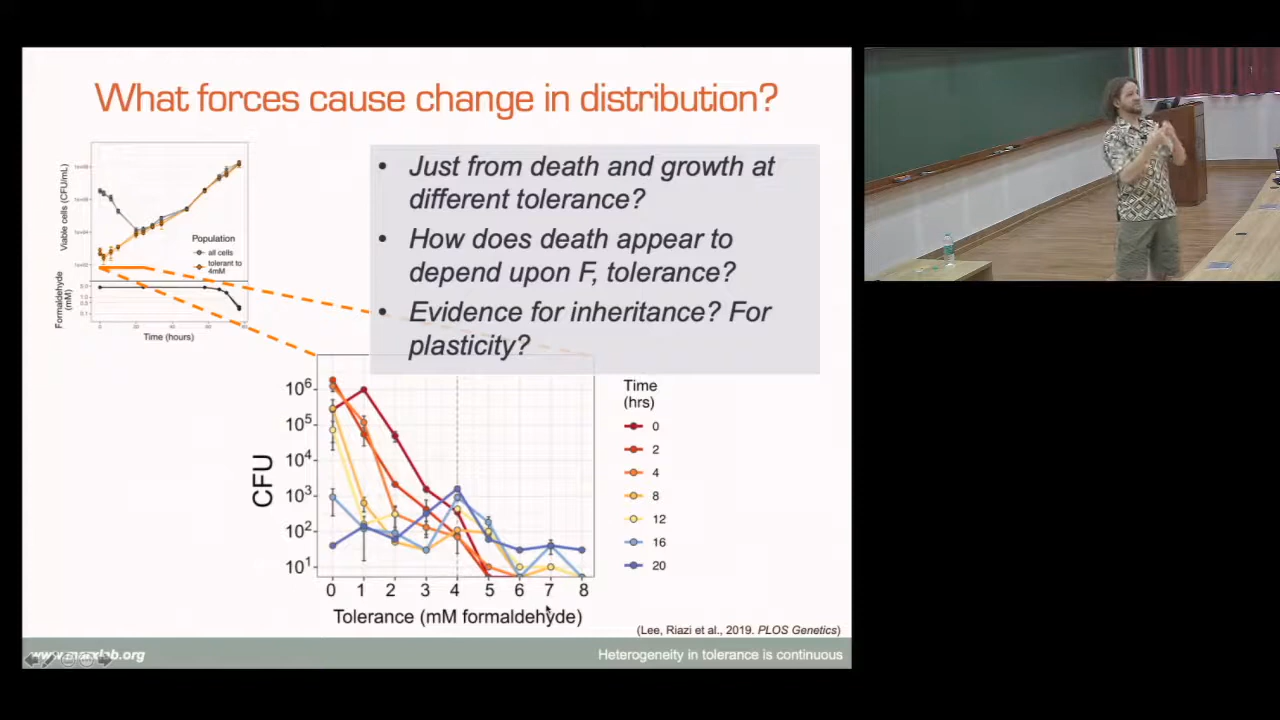 What forces cause change in distribution?
• Just from death and growth at
different tolerance?
• How does death appear to
depend upon F, tolerance?
• Evidence for inheritance? For
plasticity?
Viable cells (CFU/mL)
Population
all cells
tolerant to
4mM
Formaldehyde
(mM)
Time (hours)
CFU
10⁶
10⁵
10⁴
10³
10²
10¹
0 1 2 3 4 5 6 7 8
Tolerance (mM formaldehyde)
Time
(hrs)
0
2
4
8
12
16
20
(Lee, Riazi et al., 2019. PLOS Genetics)
www.marxlab.org
Heterogeneity in tolerance is continuous